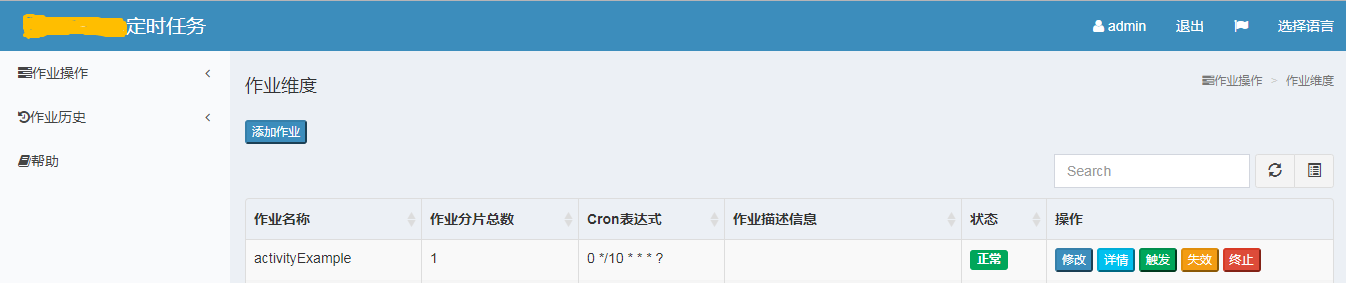 定时任务
admin 退出 选择语言
作业操作
作业历史
帮助
作业维度
作业操作 > 作业维度
添加作业
Search
作业名称 作业分片总数 Cron表达式 作业描述信息 状态 操作
activityExample 1 0 */10 * * * ? 正常 修改 详情 触发 失效 终止